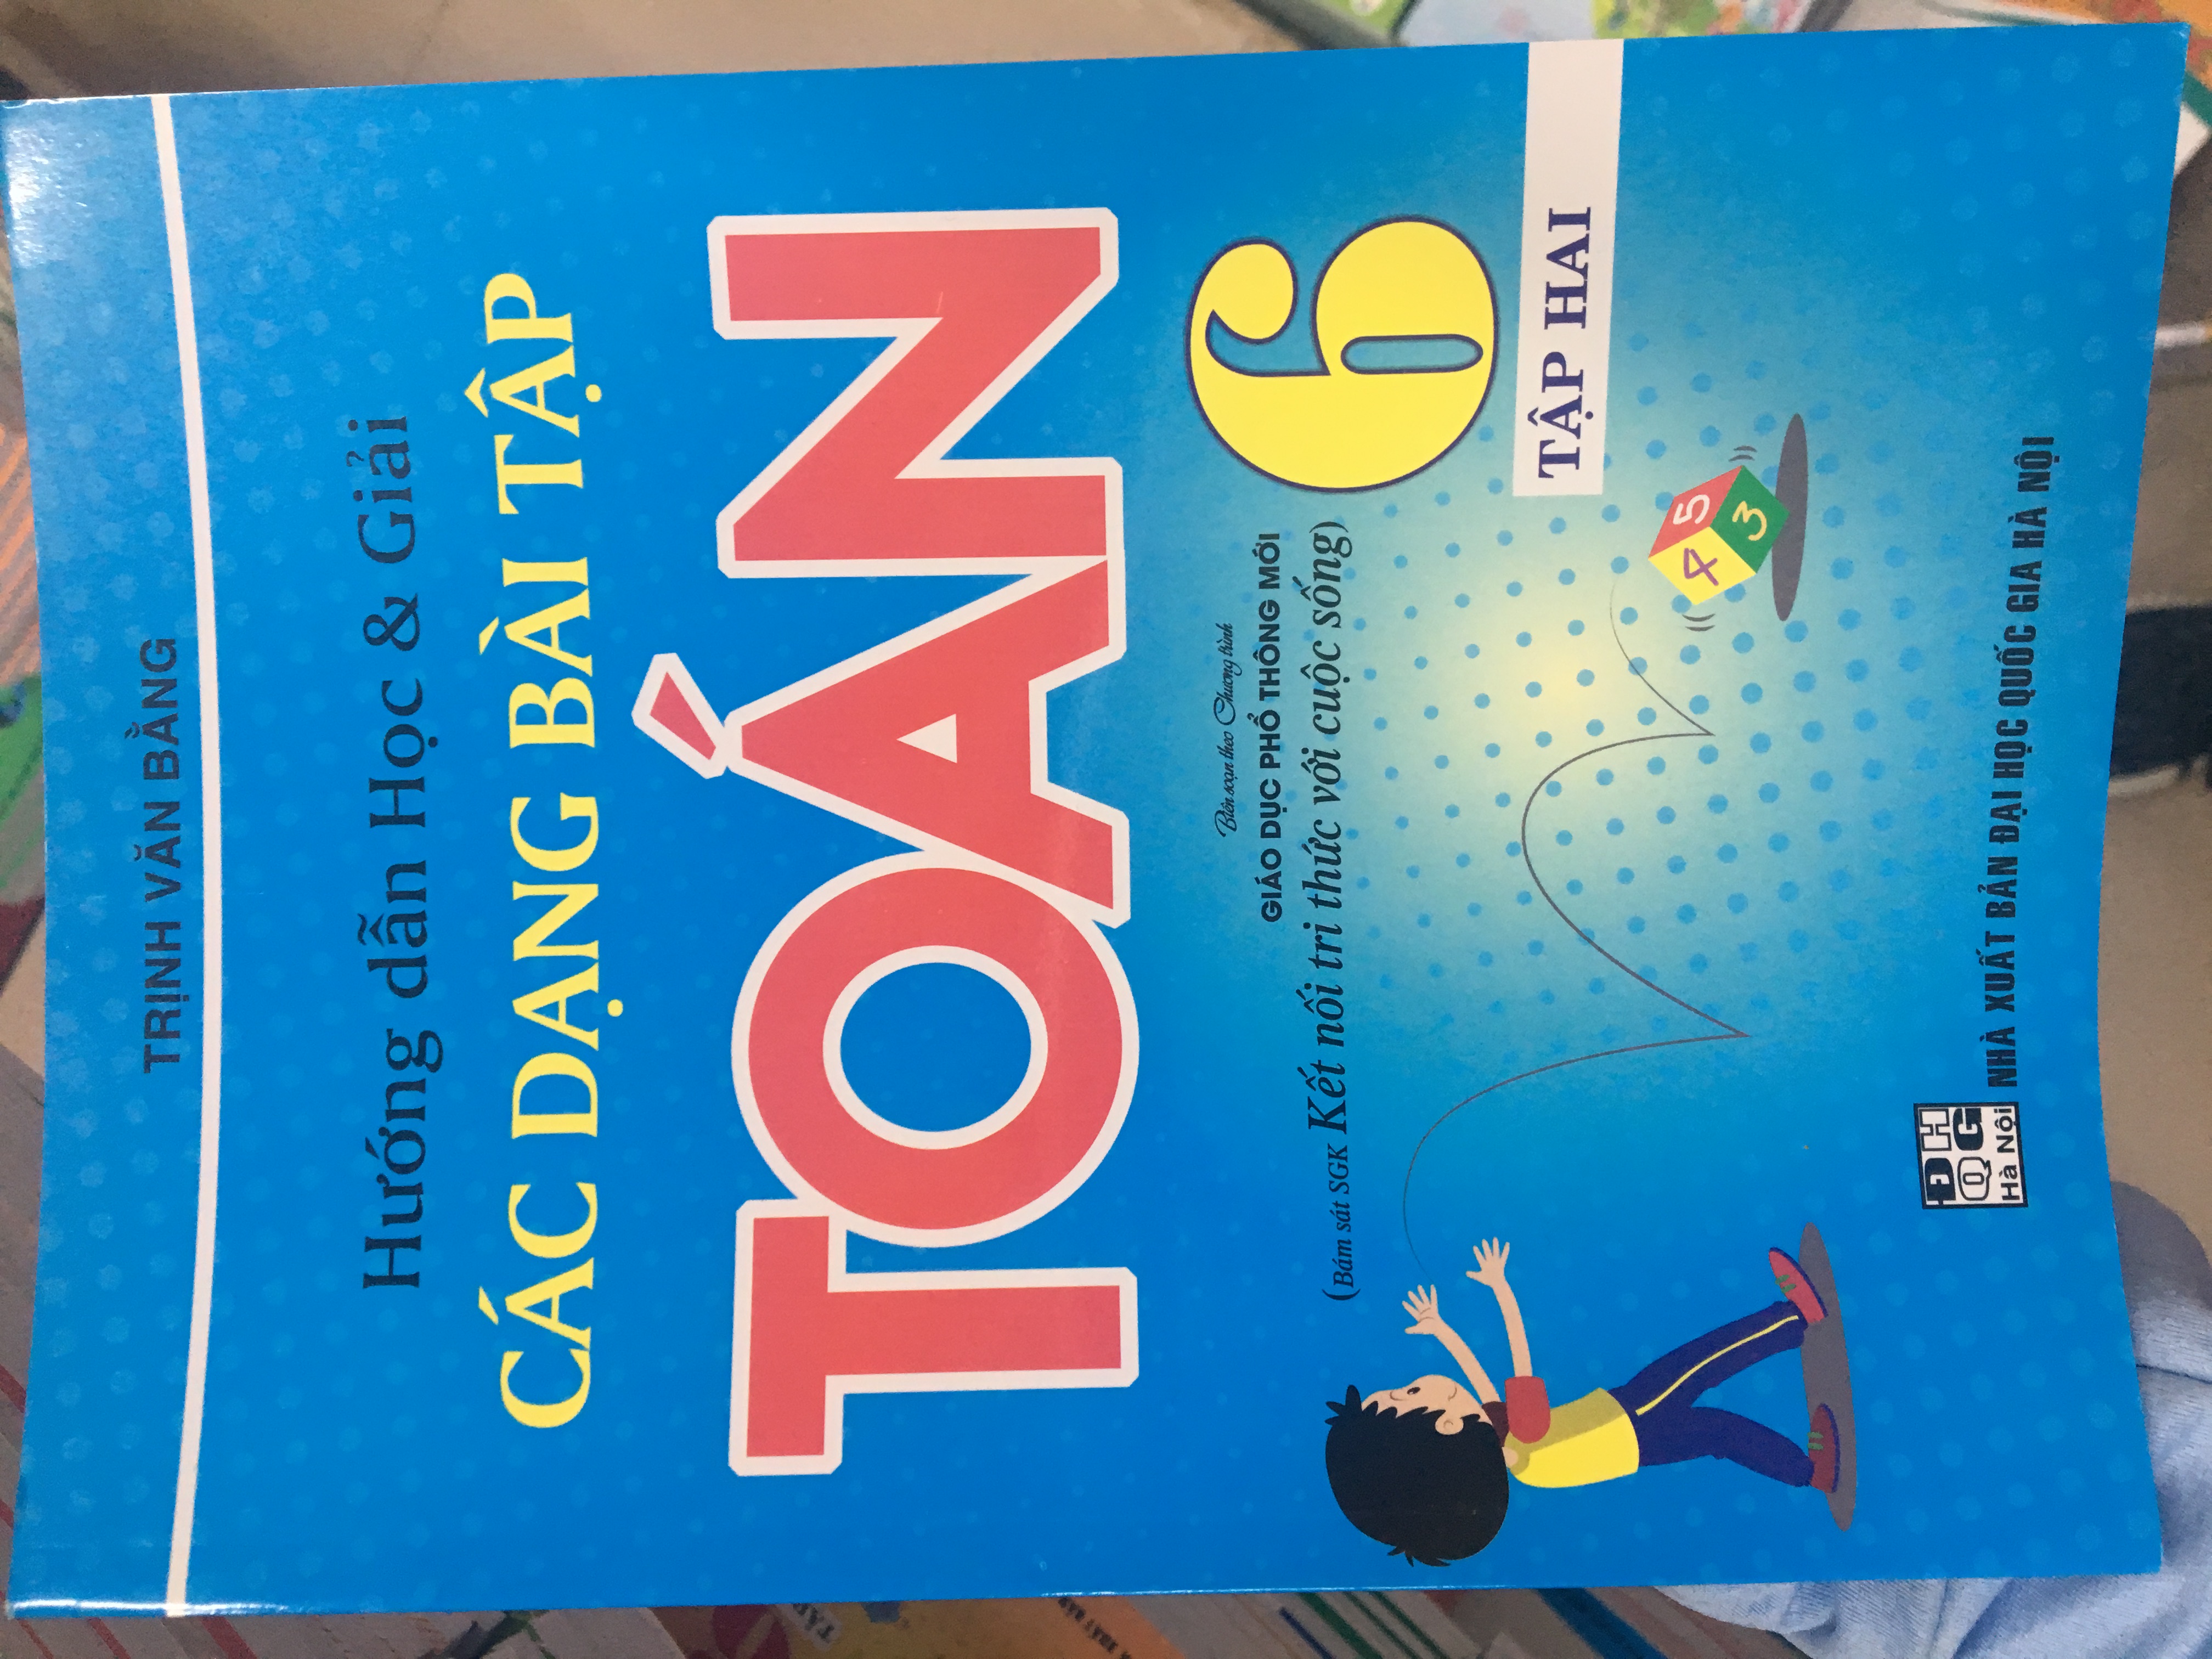 TRỊNH VĂN BẰNG
Hướng dẫn Học & Giải
CÁC DẠNG BÀI TẬP
TOÁN
6
Biên soạn theo Chương trình
GIÁO DỤC PHỔ THÔNG MỚI
(Bám sát SGK Kết nối tri thức với cuộc sống)
TẬP HAI
4 5
3
ĐH
QG
Hà Nội
NHÀ XUẤT BẢN ĐẠI HỌC QUỐC GIA HÀ NỘI